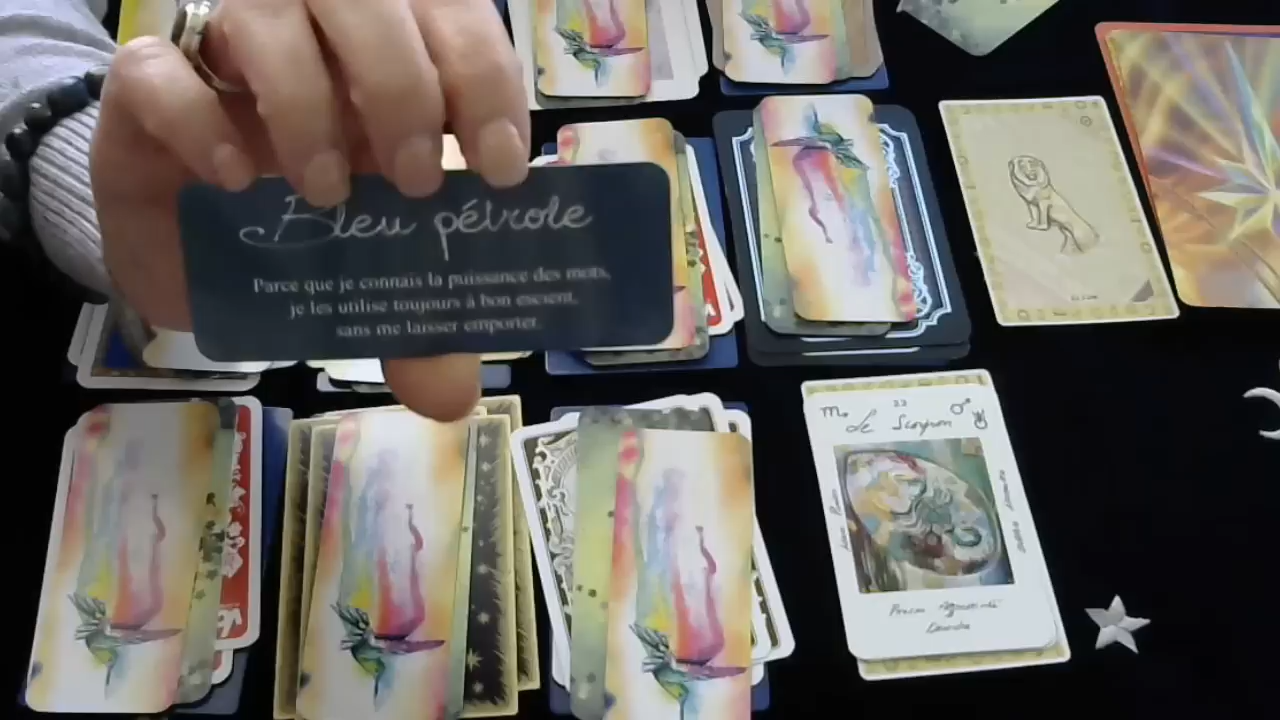 Bleu pétrole
Parce que je connais la puissance des mots,
je les utilise toujours à bon escient,
sans me laisser emporter.
22
Le Scorpion